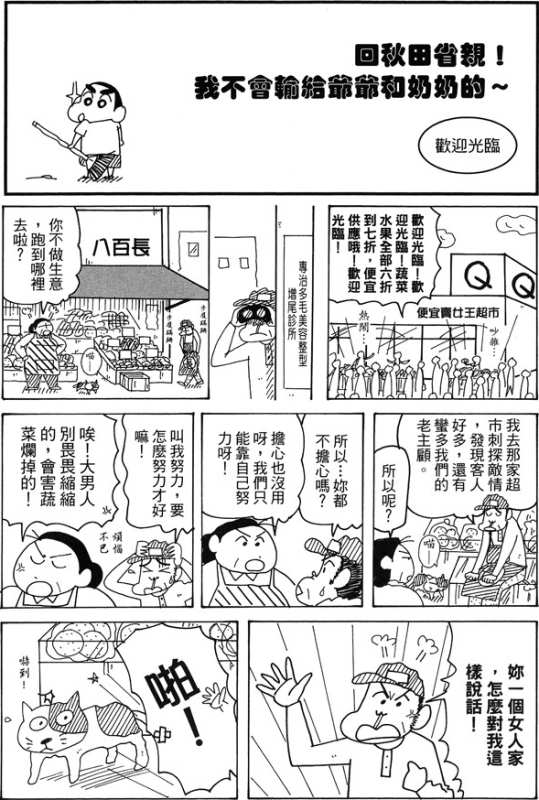 回秋田省親！
我不會輸給爺爺和奶奶的～
歡迎光臨
歡迎光臨！歡
迎光臨！蔬菜
水果全部六折
到七折，便宜
供應哦！歡迎
光臨！
Q
Q
便宜賣女王超市
熱鬧…
吵雜…
專治多毛美容整型
增尾診所
八百長
你不做生意
，跑到哪裡
去啦？
喵
我去那家超
市刺探敵情
，發現客人
好多，還有
蠻多我們的
老主顧。
所以呢？
喵
所以…妳都
不擔心嗎？
擔心也沒用
呀，我們只
能靠自己努
力呀！
叫我努力，要
怎麼努力才好
嘛！
煩惱
不已
唉！大男人
別畏畏縮縮
的，會害蔬
菜爛掉的！
妳一個女人家
，怎麼對我這
樣說話！
啪！
嚇到！